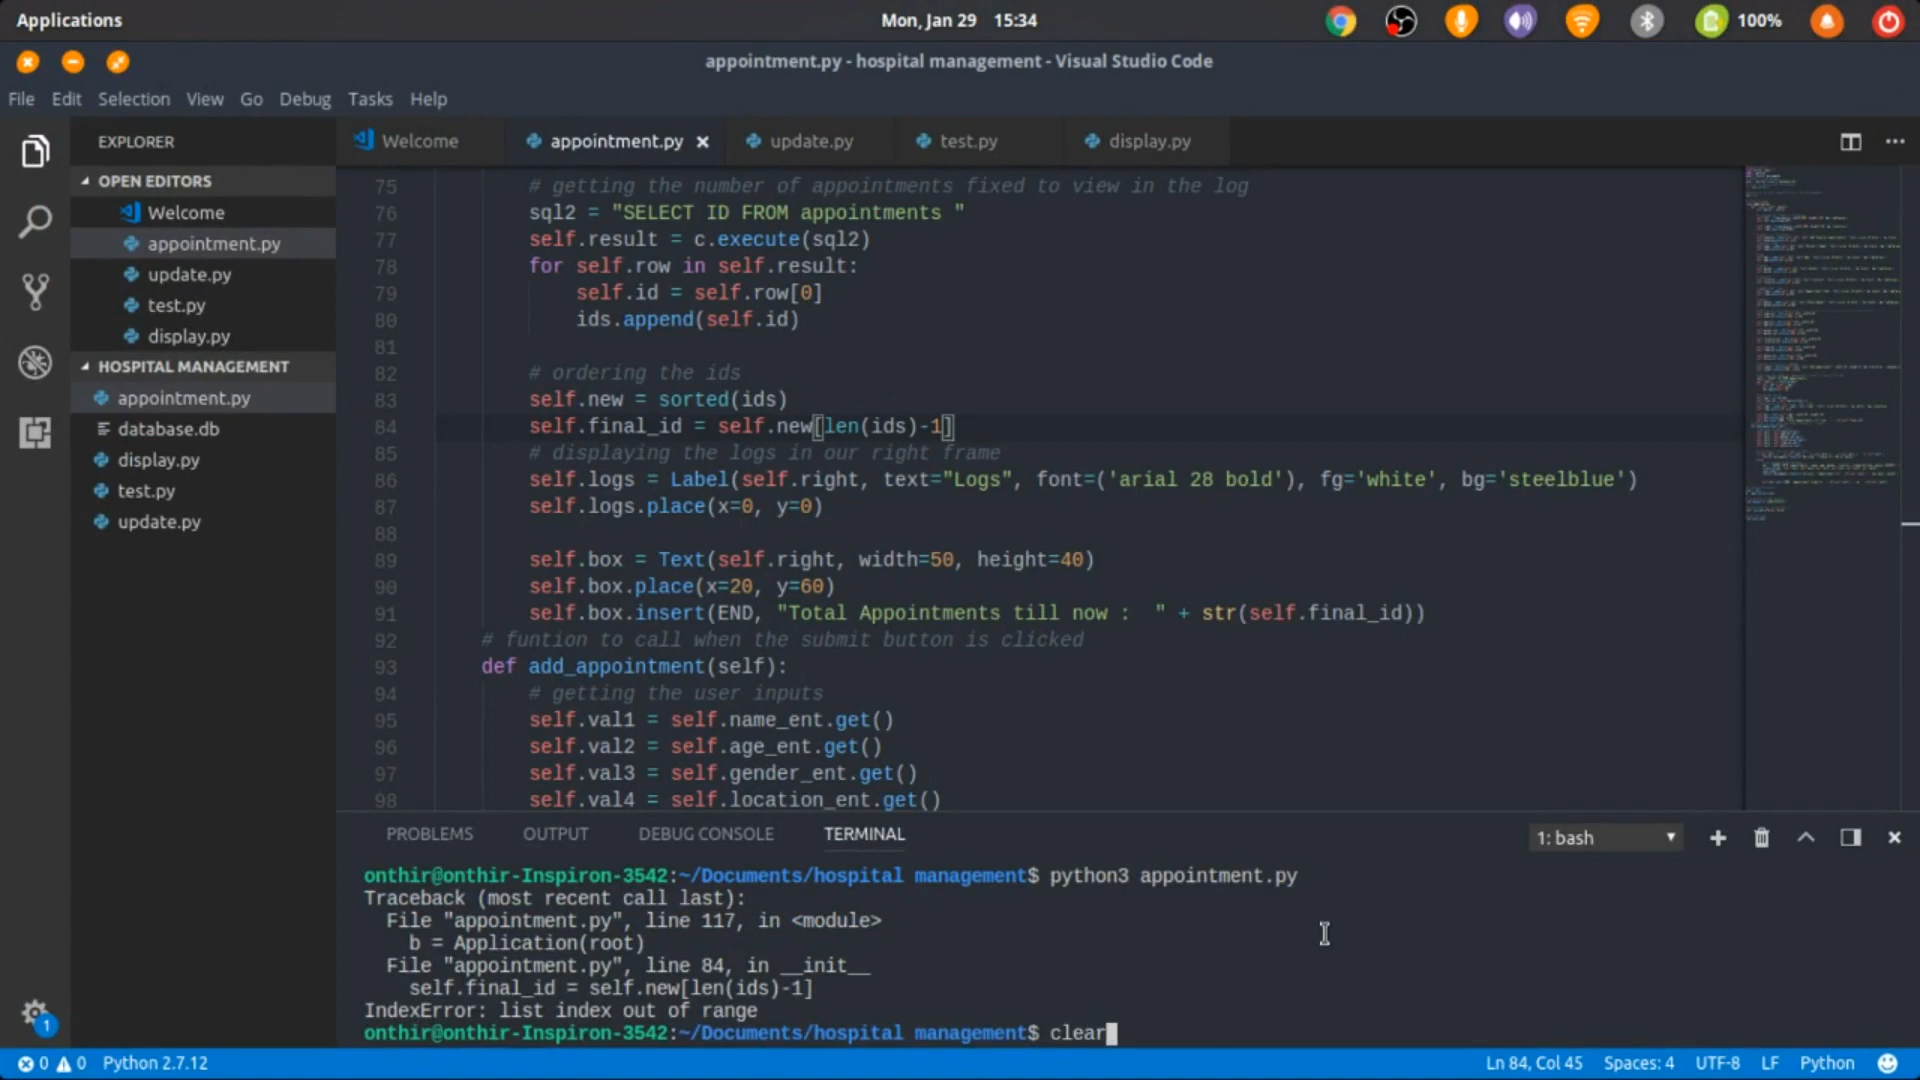 Applications
Mon, Jan 29 15:34
100%
appointment.py - hospital management - Visual Studio Code
File Edit Selection View Go Debug Tasks Help
EXPLORER
Welcome
appointment.py
update.py
test.py
display.py
OPEN EDITORS
Welcome
appointment.py
update.py
test.py
display.py
HOSPITAL MANAGEMENT
appointment.py
database.db
display.py
test.py
update.py
75 # getting the number of appointments fixed to view in the log
76 sql2 = "SELECT ID FROM appointments "
77 self.result = c.execute(sql2)
78 for self.row in self.result:
79 self.id = self.row[0]
80 ids.append(self.id)
81
82 # ordering the ids
83 self.new = sorted(ids)
84 self.final_id = self.new[len(ids)-1]
85 # displaying the logs in our right frame
86 self.logs = Label(self.right, text="Logs", font=('arial 28 bold'), fg='white', bg='steelblue')
87 self.logs.place(x=0, y=0)
88
89 self.box = Text(self.right, width=50, height=40)
90 self.box.place(x=20, y=60)
91 self.box.insert(END, "Total Appointments till now :  " + str(self.final_id))
92 # funtion to call when the submit button is clicked
93 def add_appointment(self):
94 # getting the user inputs
95 self.val1 = self.name_ent.get()
96 self.val2 = self.age_ent.get()
97 self.val3 = self.gender_ent.get()
98 self.val4 = self.location_ent.get()
PROBLEMS OUTPUT DEBUG CONSOLE TERMINAL
1: bash
onthir@onthir-Inspiron-3542:~/Documents/hospital management$ python3 appointment.py
Traceback (most recent call last):
File "appointment.py", line 117, in <module>
b = Application(root)
File "appointment.py", line 84, in __init__
self.final_id = self.new[len(ids)-1]
IndexError: list index out of range
onthir@onthir-Inspiron-3542:~/Documents/hospital management$ clear
1
0 0 Python 2.7.12
Ln 84, Col 45 Spaces: 4 UTF-8 LF Python